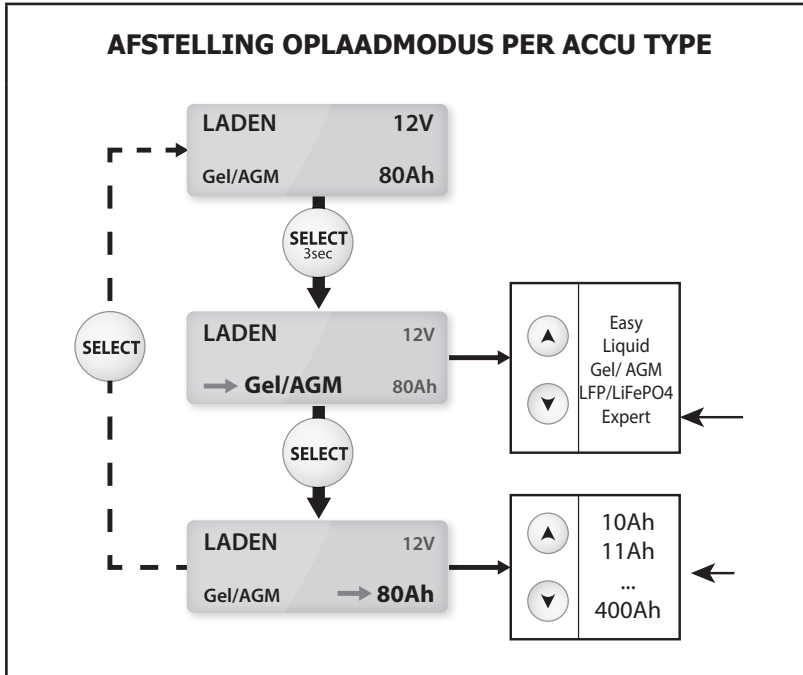 AFSTELLING OPLAADMODUS PER ACCU TYPE
LADEN 12V
Gel/AGM 80Ah
SELECT
3sec
LADEN 12V
Gel/AGM 80Ah
Easy
Liquid
Gel/ AGM
LFP/LiFePO4
Expert
SELECT
SELECT
LADEN 12V
Gel/AGM 80Ah
10Ah
11Ah
...
400Ah